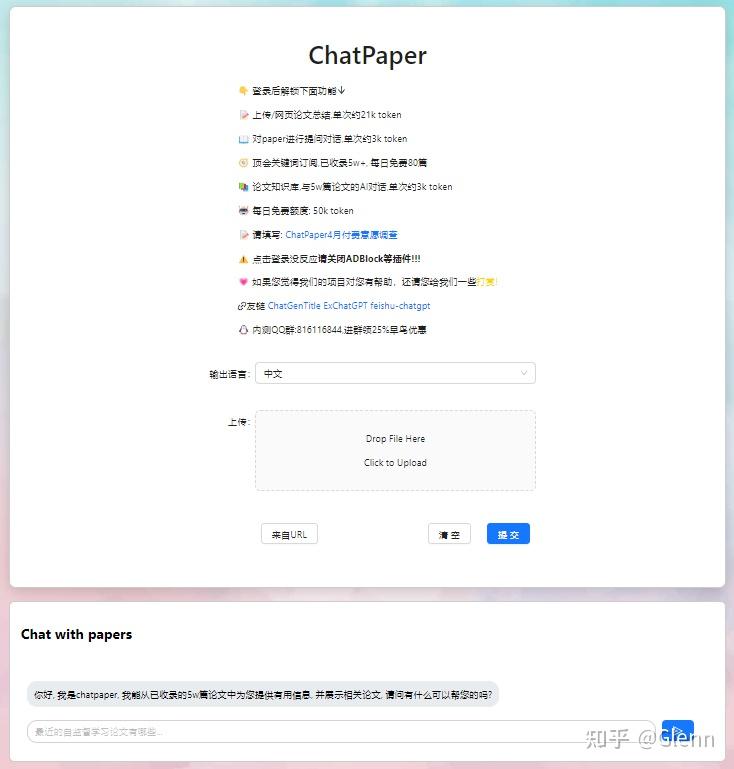 ChatPaper
👇 登录后解锁下面功能↓
📝 上传/网页论文总结,单次约21k token
📖 对paper进行提问对话,单次约3k token
🧭 顶会关键词订阅,已收录5w+, 每日免费80篇
📚 论文知识库,与5w篇论文的AI对话,单次约3k token
每日免费额度: 50k token
📝 请填写: ChatPaper4月付费意愿调查
⚠️ 点击登录没反应请关闭ADBlock等插件!!!
💗 如果您觉得我们的项目对您有帮助，还请您给我们一些打赏!
🔗友链 ChatGenTitle ExChatGPT feishu-chatgpt
🐧 内测QQ群:816116844,进群领25%早鸟优惠
输出语言: 中文
上传:
Drop File Here
Click to Upload
来自URL 清 空 提 交
Chat with papers
你好, 我是chatpaper, 我能从已收录的5w篇论文中为您提供有用信息, 并展示相关论文, 请问有什么可以帮您的吗?
最近的自监督学习论文有哪些...
知乎 @Glenn